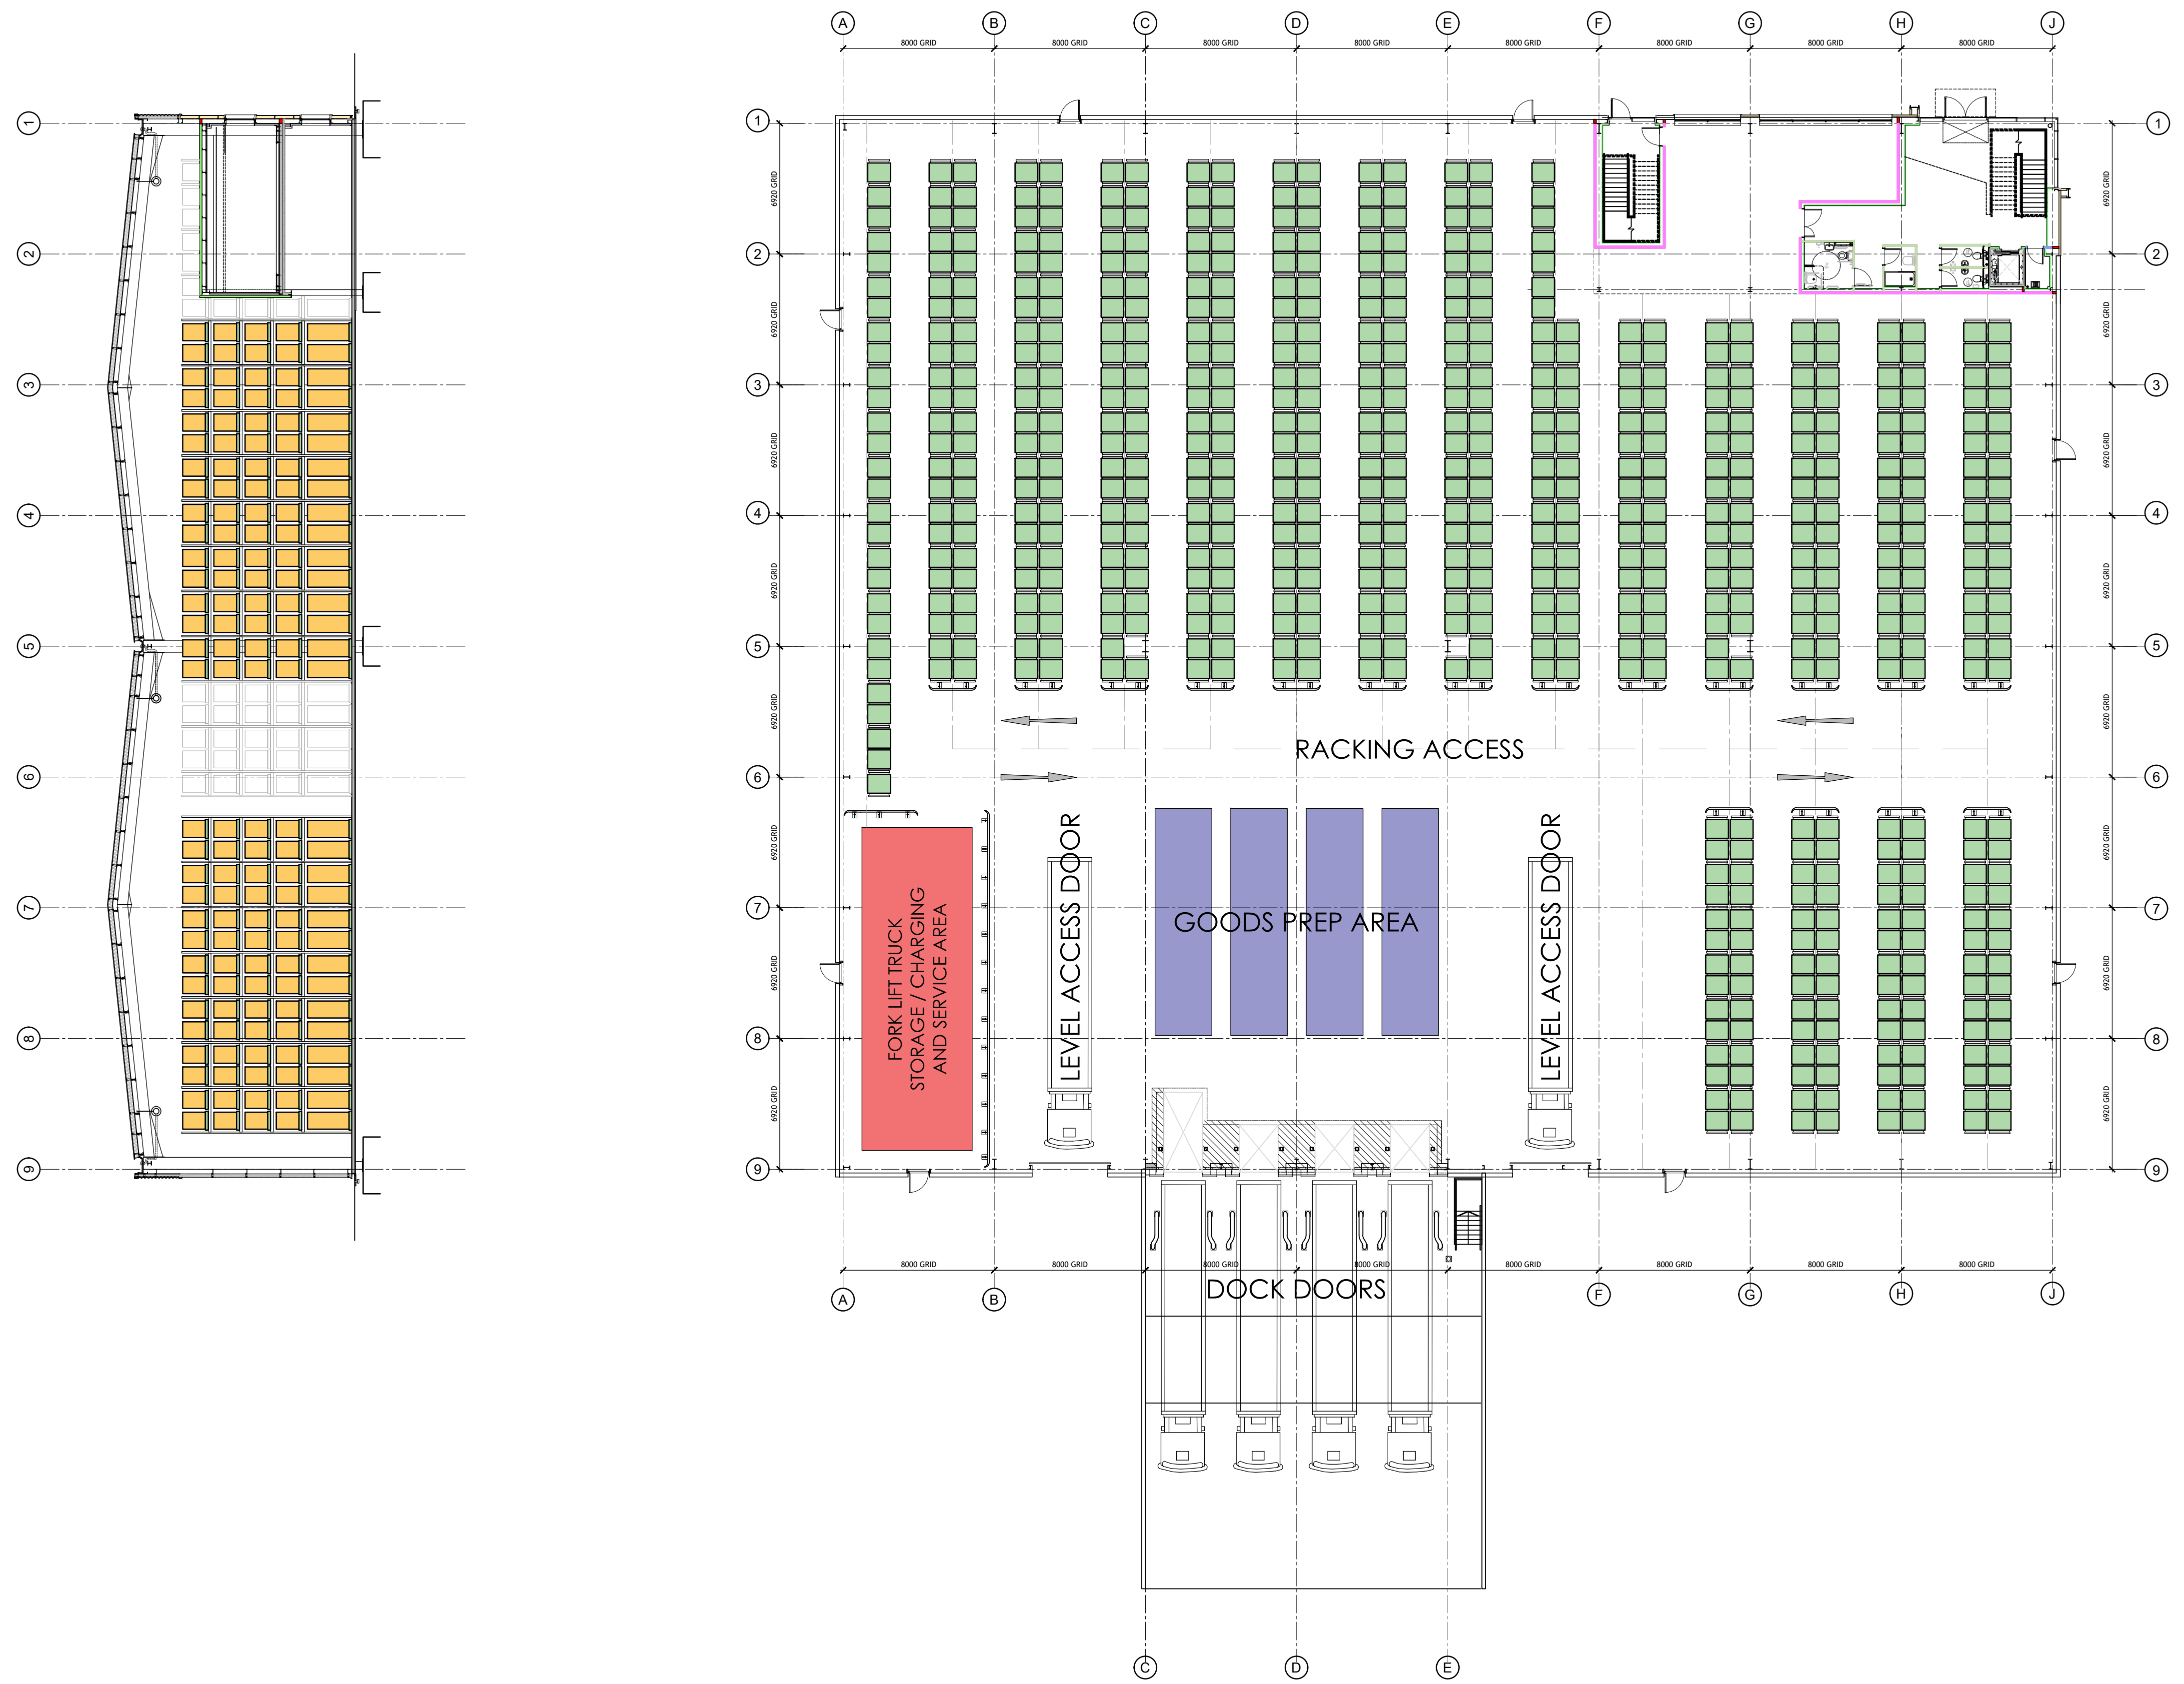 A B C D E F G H J
8000 GRID 8000 GRID 8000 GRID 8000 GRID 8000 GRID 8000 GRID 8000 GRID 8000 GRID
1 1 1
6920 GRID 6920 GRID
2 2 2
6920 GRID 6920 GRID
3 3 3
6920 GRID 6920 GRID
4 4 4
6920 GRID 6920 GRID
5 5 5
6920 GRID 6920 GRID
RACKING ACCESS
6 6 6
6920 GRID 6920 GRID
LEVEL ACCESS DOOR
LEVEL ACCESS DOOR
FORK LIFT TRUCK
STORAGE / CHARGING
AND SERVICE AREA
GOODS PREP AREA
7 7 7
6920 GRID 6920 GRID
8 8 8
6920 GRID 6920 GRID
9 9 9
8000 GRID 8000 GRID 8000 GRID 8000 GRID 8000 GRID 8000 GRID 8000 GRID 8000 GRID
DOCK DOORS
A B F G H J
C D E